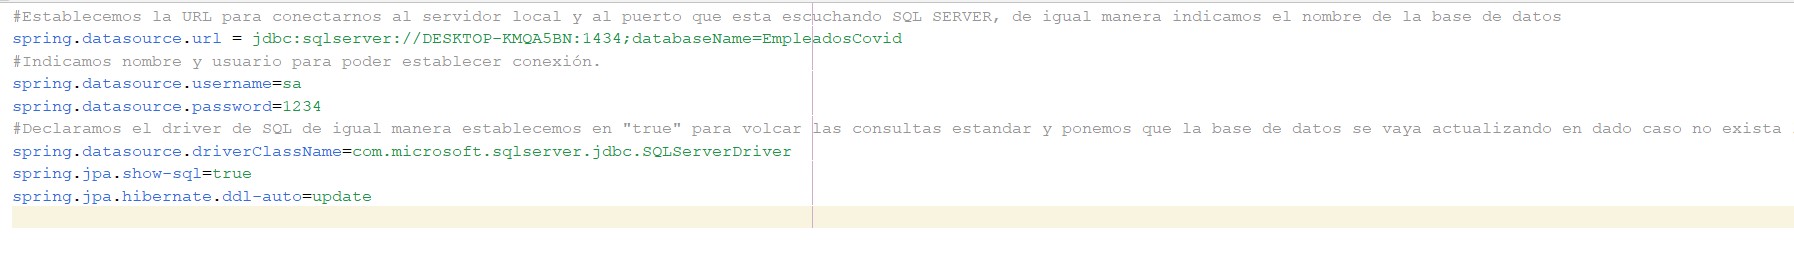 #Establecemos la URL para conectarnos al servidor local y al puerto que esta escuchando SQL SERVER, de igual manera indicamos el nombre de la base de datos
spring.datasource.url = jdbc:sqlserver://DESKTOP-KMQA5BN:1434;databaseName=EmpleadosCovid
#Indicamos nombre y usuario para poder establecer conexión.
spring.datasource.username=sa
spring.datasource.password=1234
#Declaramos el driver de SQL de igual manera establecemos en "true" para volcar las consultas estandar y ponemos que la base de datos se vaya actualizando en dado caso no exista
spring.datasource.driverClassName=com.microsoft.sqlserver.jdbc.SQLServerDriver
spring.jpa.show-sql=true
spring.jpa.hibernate.ddl-auto=update